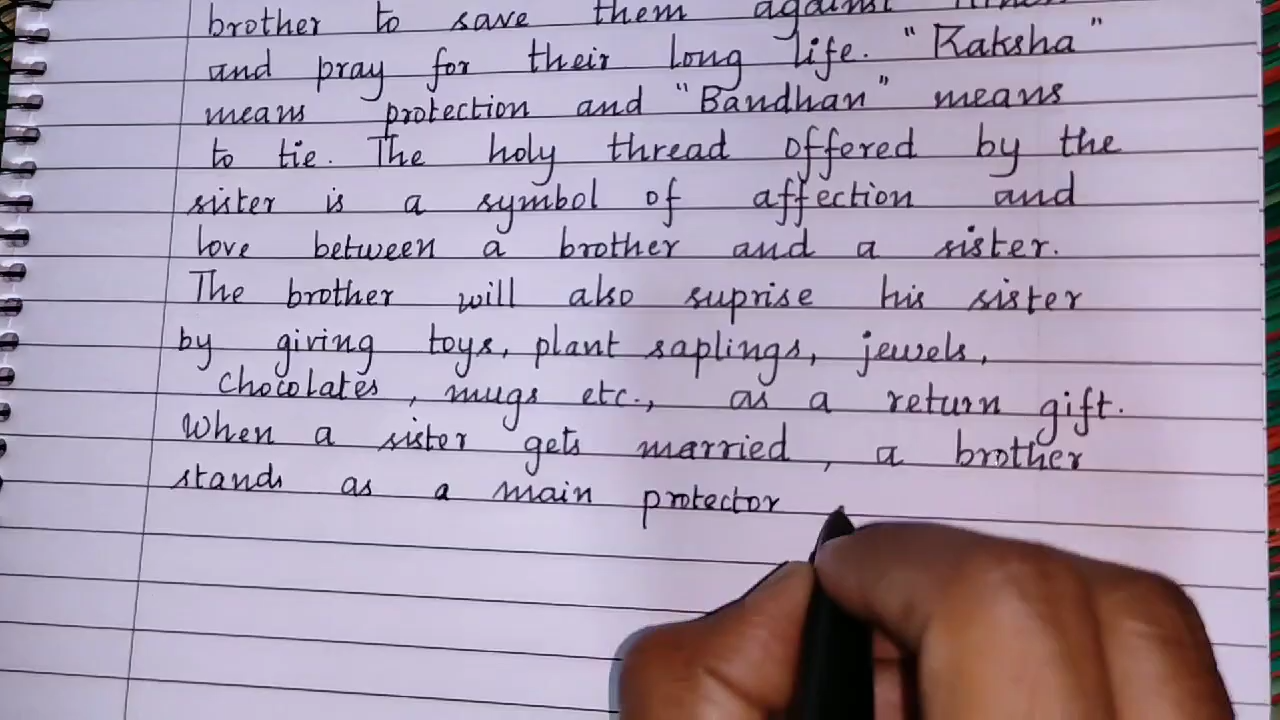 brother to save them against
and pray for their long life. "Raksha"
means protection and "Bandhan" means
to tie. The holy thread offered by the
sister is a symbol of affection and
love between a brother and a sister.
The brother will also suprise his sister
by giving toys, plant saplings, jewels,
chocolates, mugs etc., as a return gift.
When a sister gets married, a brother
stands as a main protector